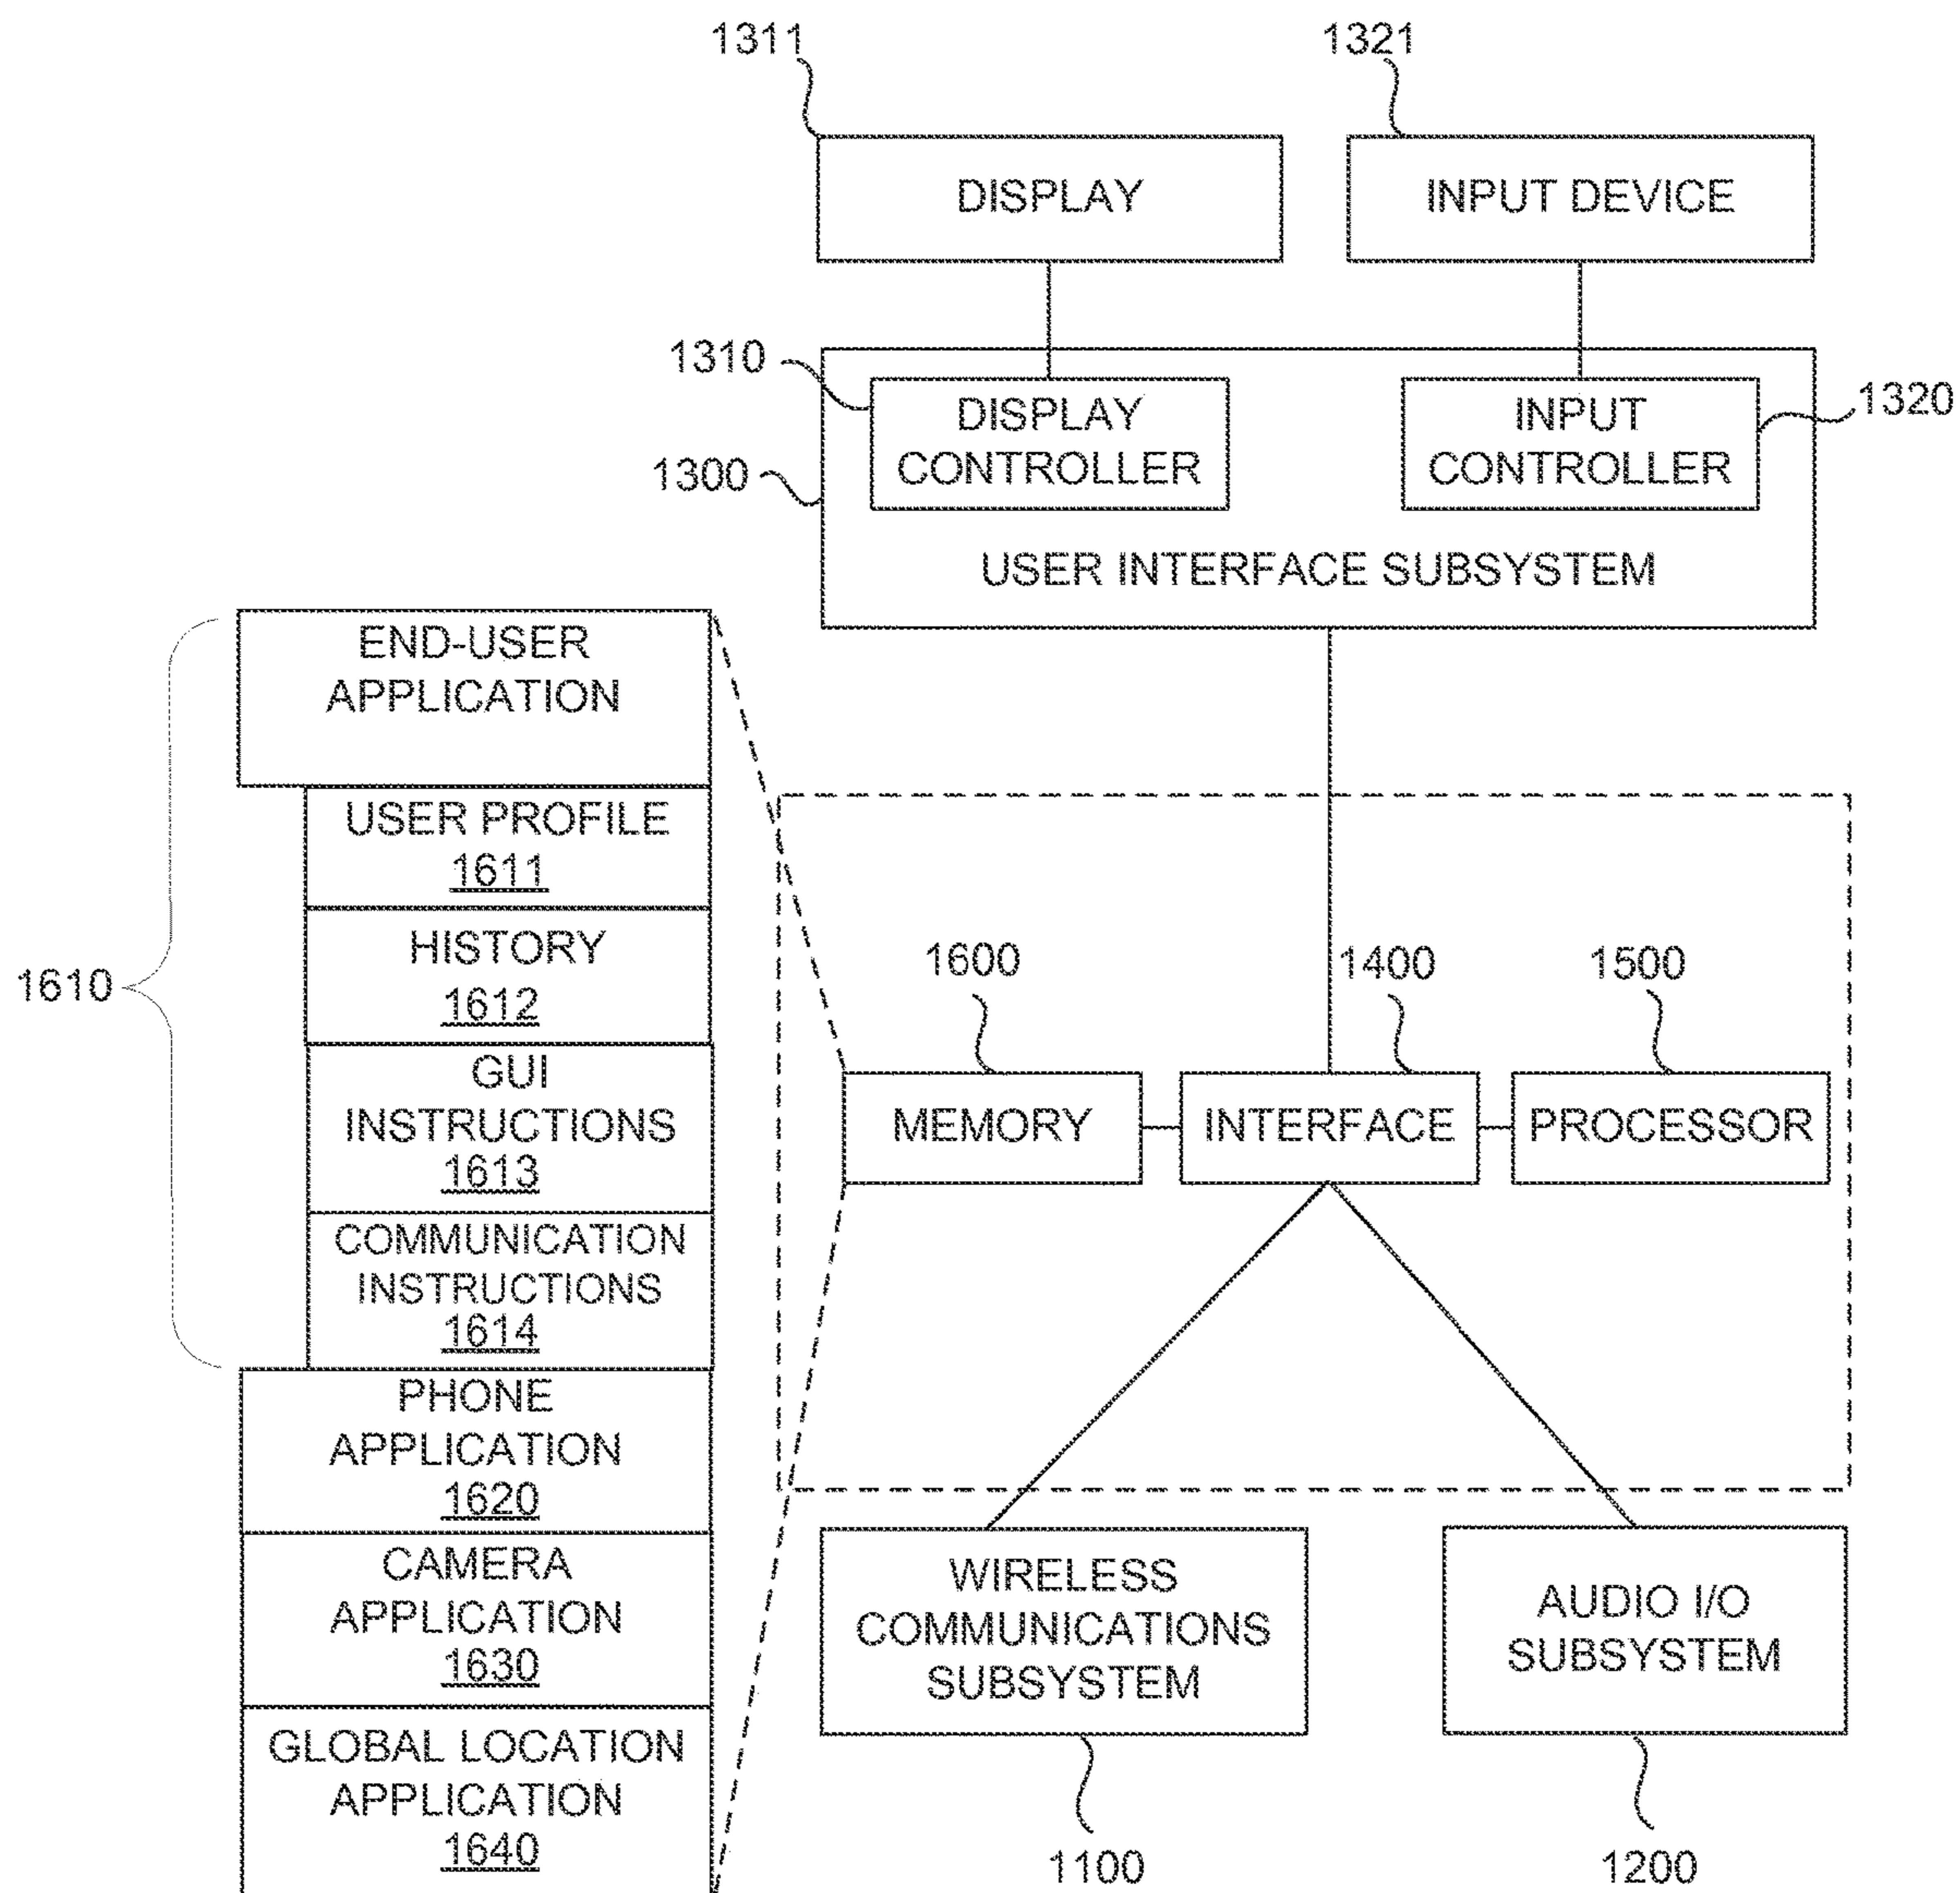 1311
1321
DISPLAY
INPUT DEVICE
1310
DISPLAY
CONTROLLER
INPUT
CONTROLLER
1320
1300
USER INTERFACE SUBSYSTEM
END-USER
APPLICATION
USER PROFILE
1611
HISTORY
1612
GUI
INSTRUCTIONS
1613
COMMUNICATION
INSTRUCTIONS
1614
1610
PHONE
APPLICATION
1620
CAMERA
APPLICATION
1630
GLOBAL LOCATION
APPLICATION
1640
1600
1400
1500
MEMORY
INTERFACE
PROCESSOR
WIRELESS
COMMUNICATIONS
SUBSYSTEM
AUDIO I/O
SUBSYSTEM
1100
1200